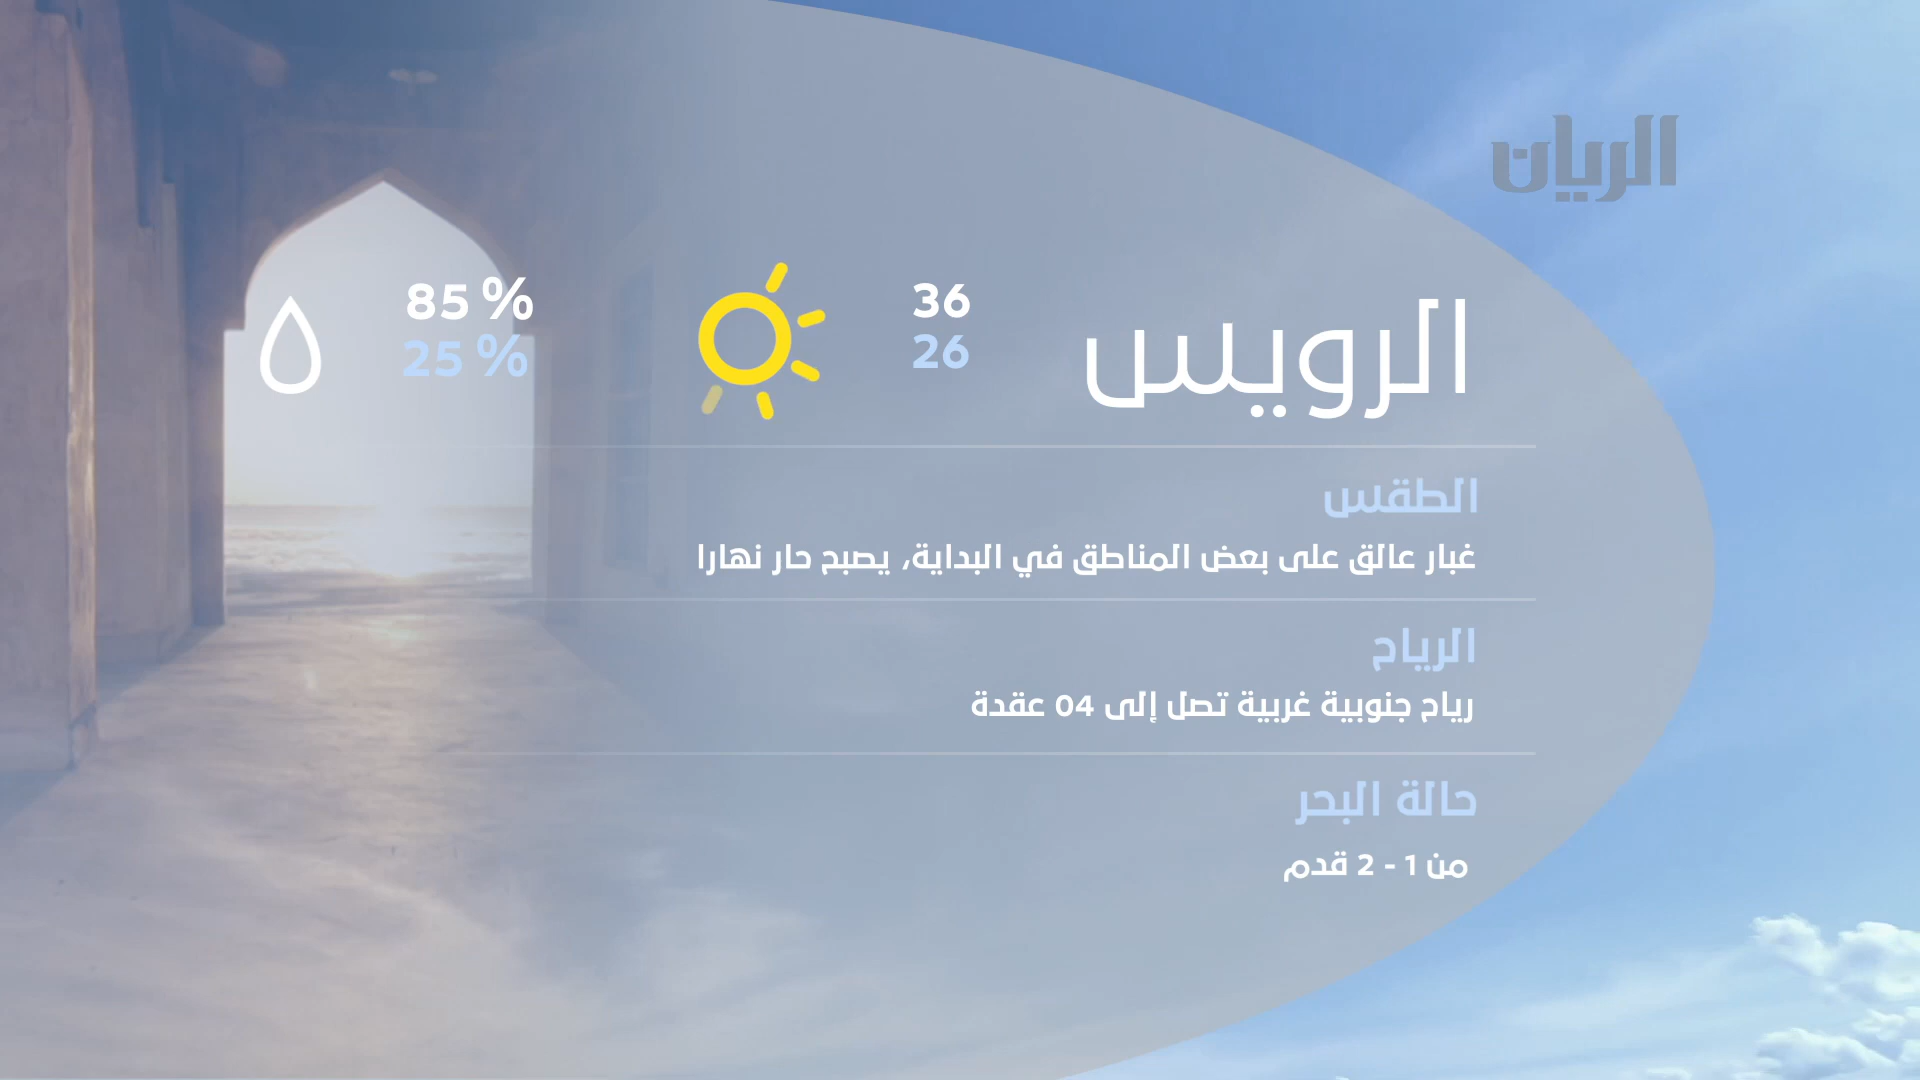 الريان
الرويس
36
26
85 %
25 %
الطقس
غبار عالق على بعض المناطق في البداية، يصبح حار نهارا
الرياح
رياح جنوبية غربية تصل إلى 04 عقدة
حالة البحر
من 1 - 2 قدم